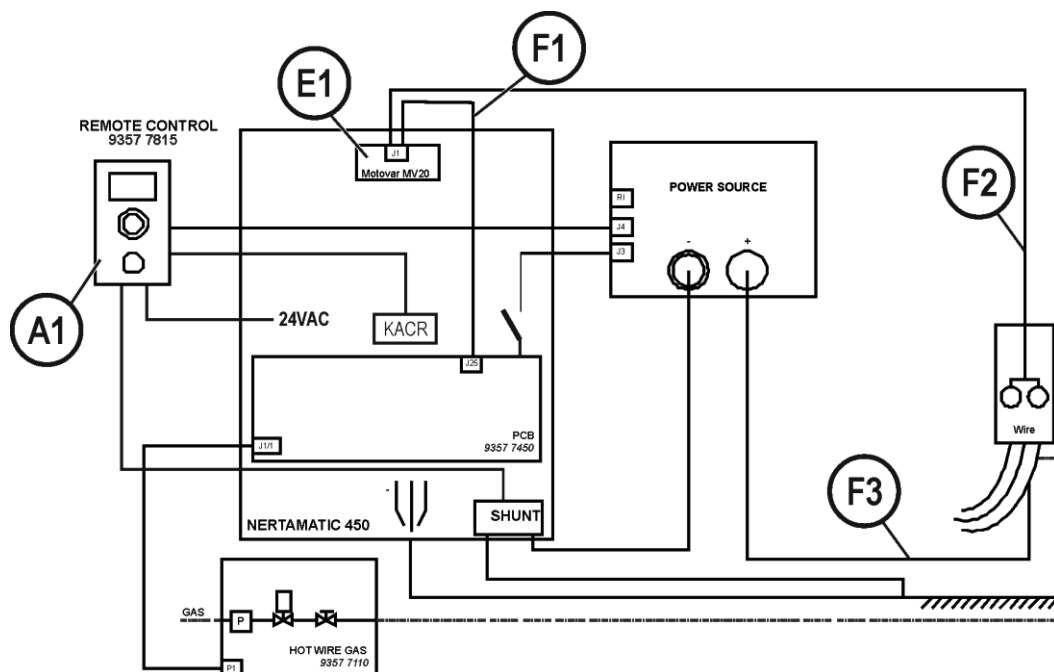 F1
E1
REMOTE CONTROL
9357 7815
J1
Motovar MV20
POWER SOURCE
RI
J4
J3
-
+
F2
A1
24VAC
KACR
J25
Wire
J1/1
PCB
9357 7450
-
SHUNT
NERTAMATIC 450
F3
GAS
P
HOT WIRE GAS
9357 7110
P1